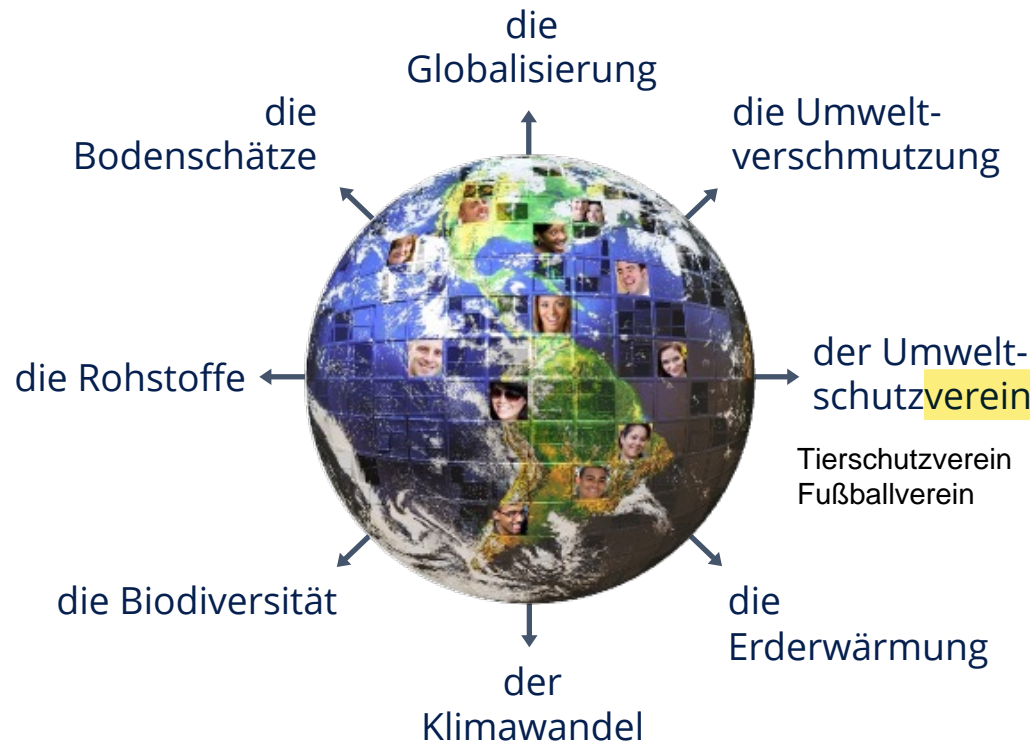 die
Globalisierung
die
Bodenschätze
die Umwelt-
verschmutzung
die Rohstoffe
der Umwelt-
schutzverein
Tierschutzverein
Fußballverein
die Biodiversität
die
Erderwärmung
der
Klimawandel